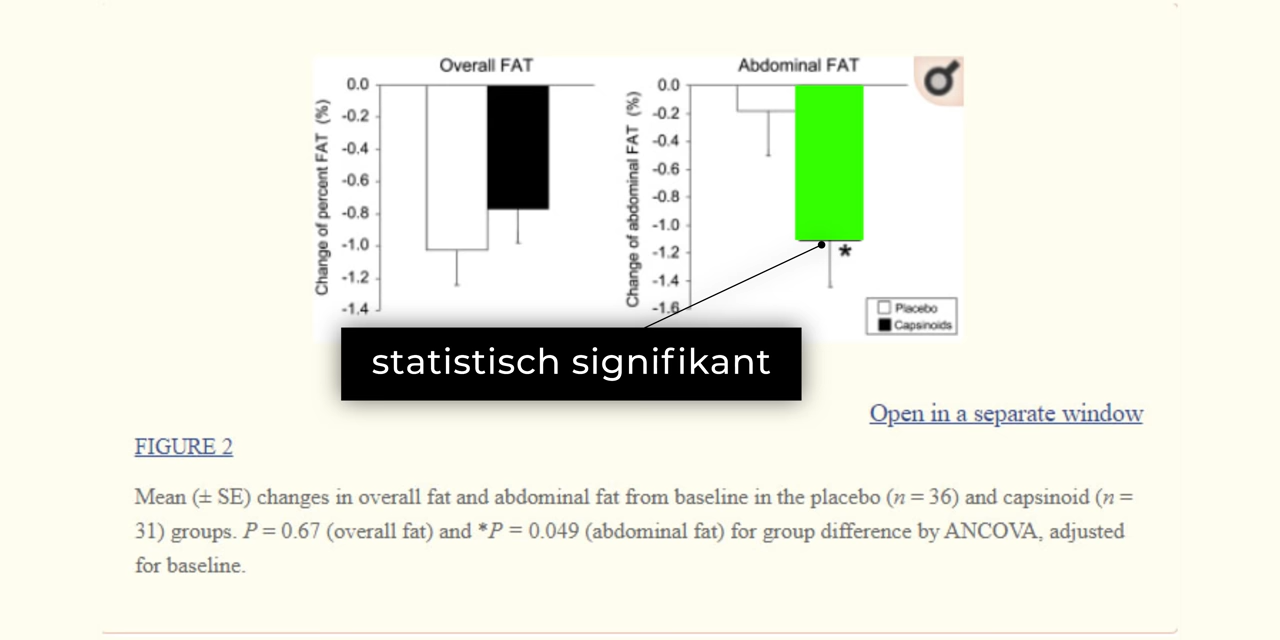 Overall FAT
Change of percent FAT (%)
0.0
-0.2
-0.4
-0.6
-0.8
-1.0
-1.2
-1.4
Abdominal FAT
Change of abdominal FAT (%)
0.0
-0.2
-0.4
-0.6
-0.8
-1.0
-1.2
-1.4
-1.6
*
Placebo
Capsinoids
statistisch signifikant
Open in a separate window
FIGURE 2
Mean (± SE) changes in overall fat and abdominal fat from baseline in the placebo (n = 36) and capsinoid (n =
31) groups. P = 0.67 (overall fat) and *P = 0.049 (abdominal fat) for group difference by ANCOVA, adjusted
for baseline.